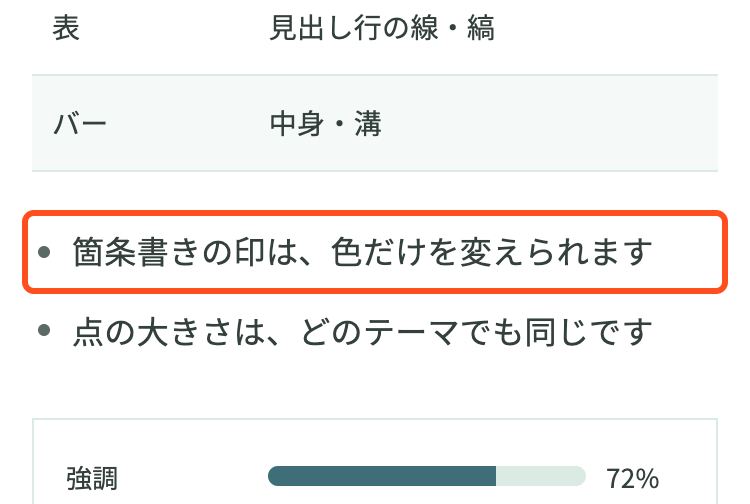 表 見出し行の線・縞
バー 中身・溝
• 箇条書きの印は、色だけを変えられます
• 点の大きさは、どのテーマでも同じです
強調 72%